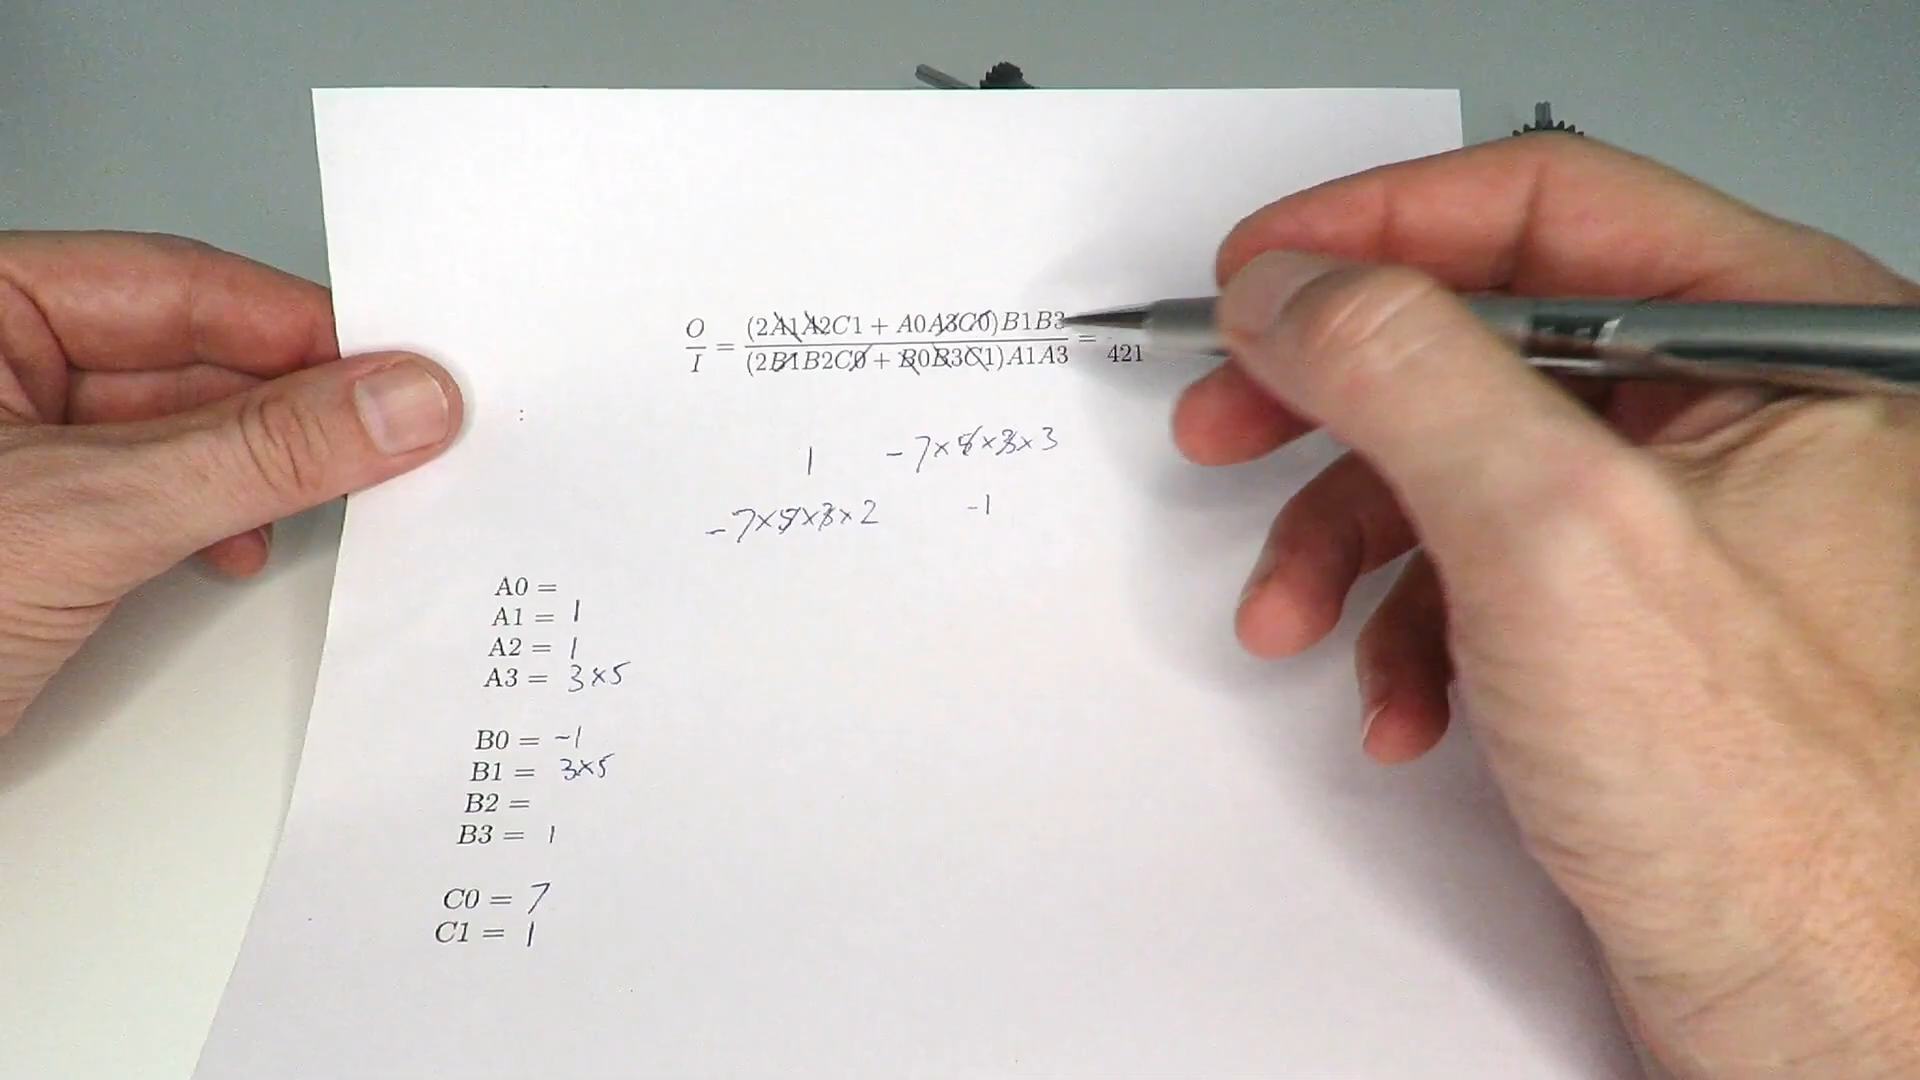 O/I = (2A1A2C1 + A0A3C0)B1B3 / (2B1B2C0 + B0B3C1)A1A3 = / 421
:
1 -7×5×3×3
-7×5×3×2 -1
A0 =
A1 = 1
A2 = 1
A3 = 3×5
B0 = -1
B1 = 3×5
B2 =
B3 = 1
C0 = 7
C1 = 1